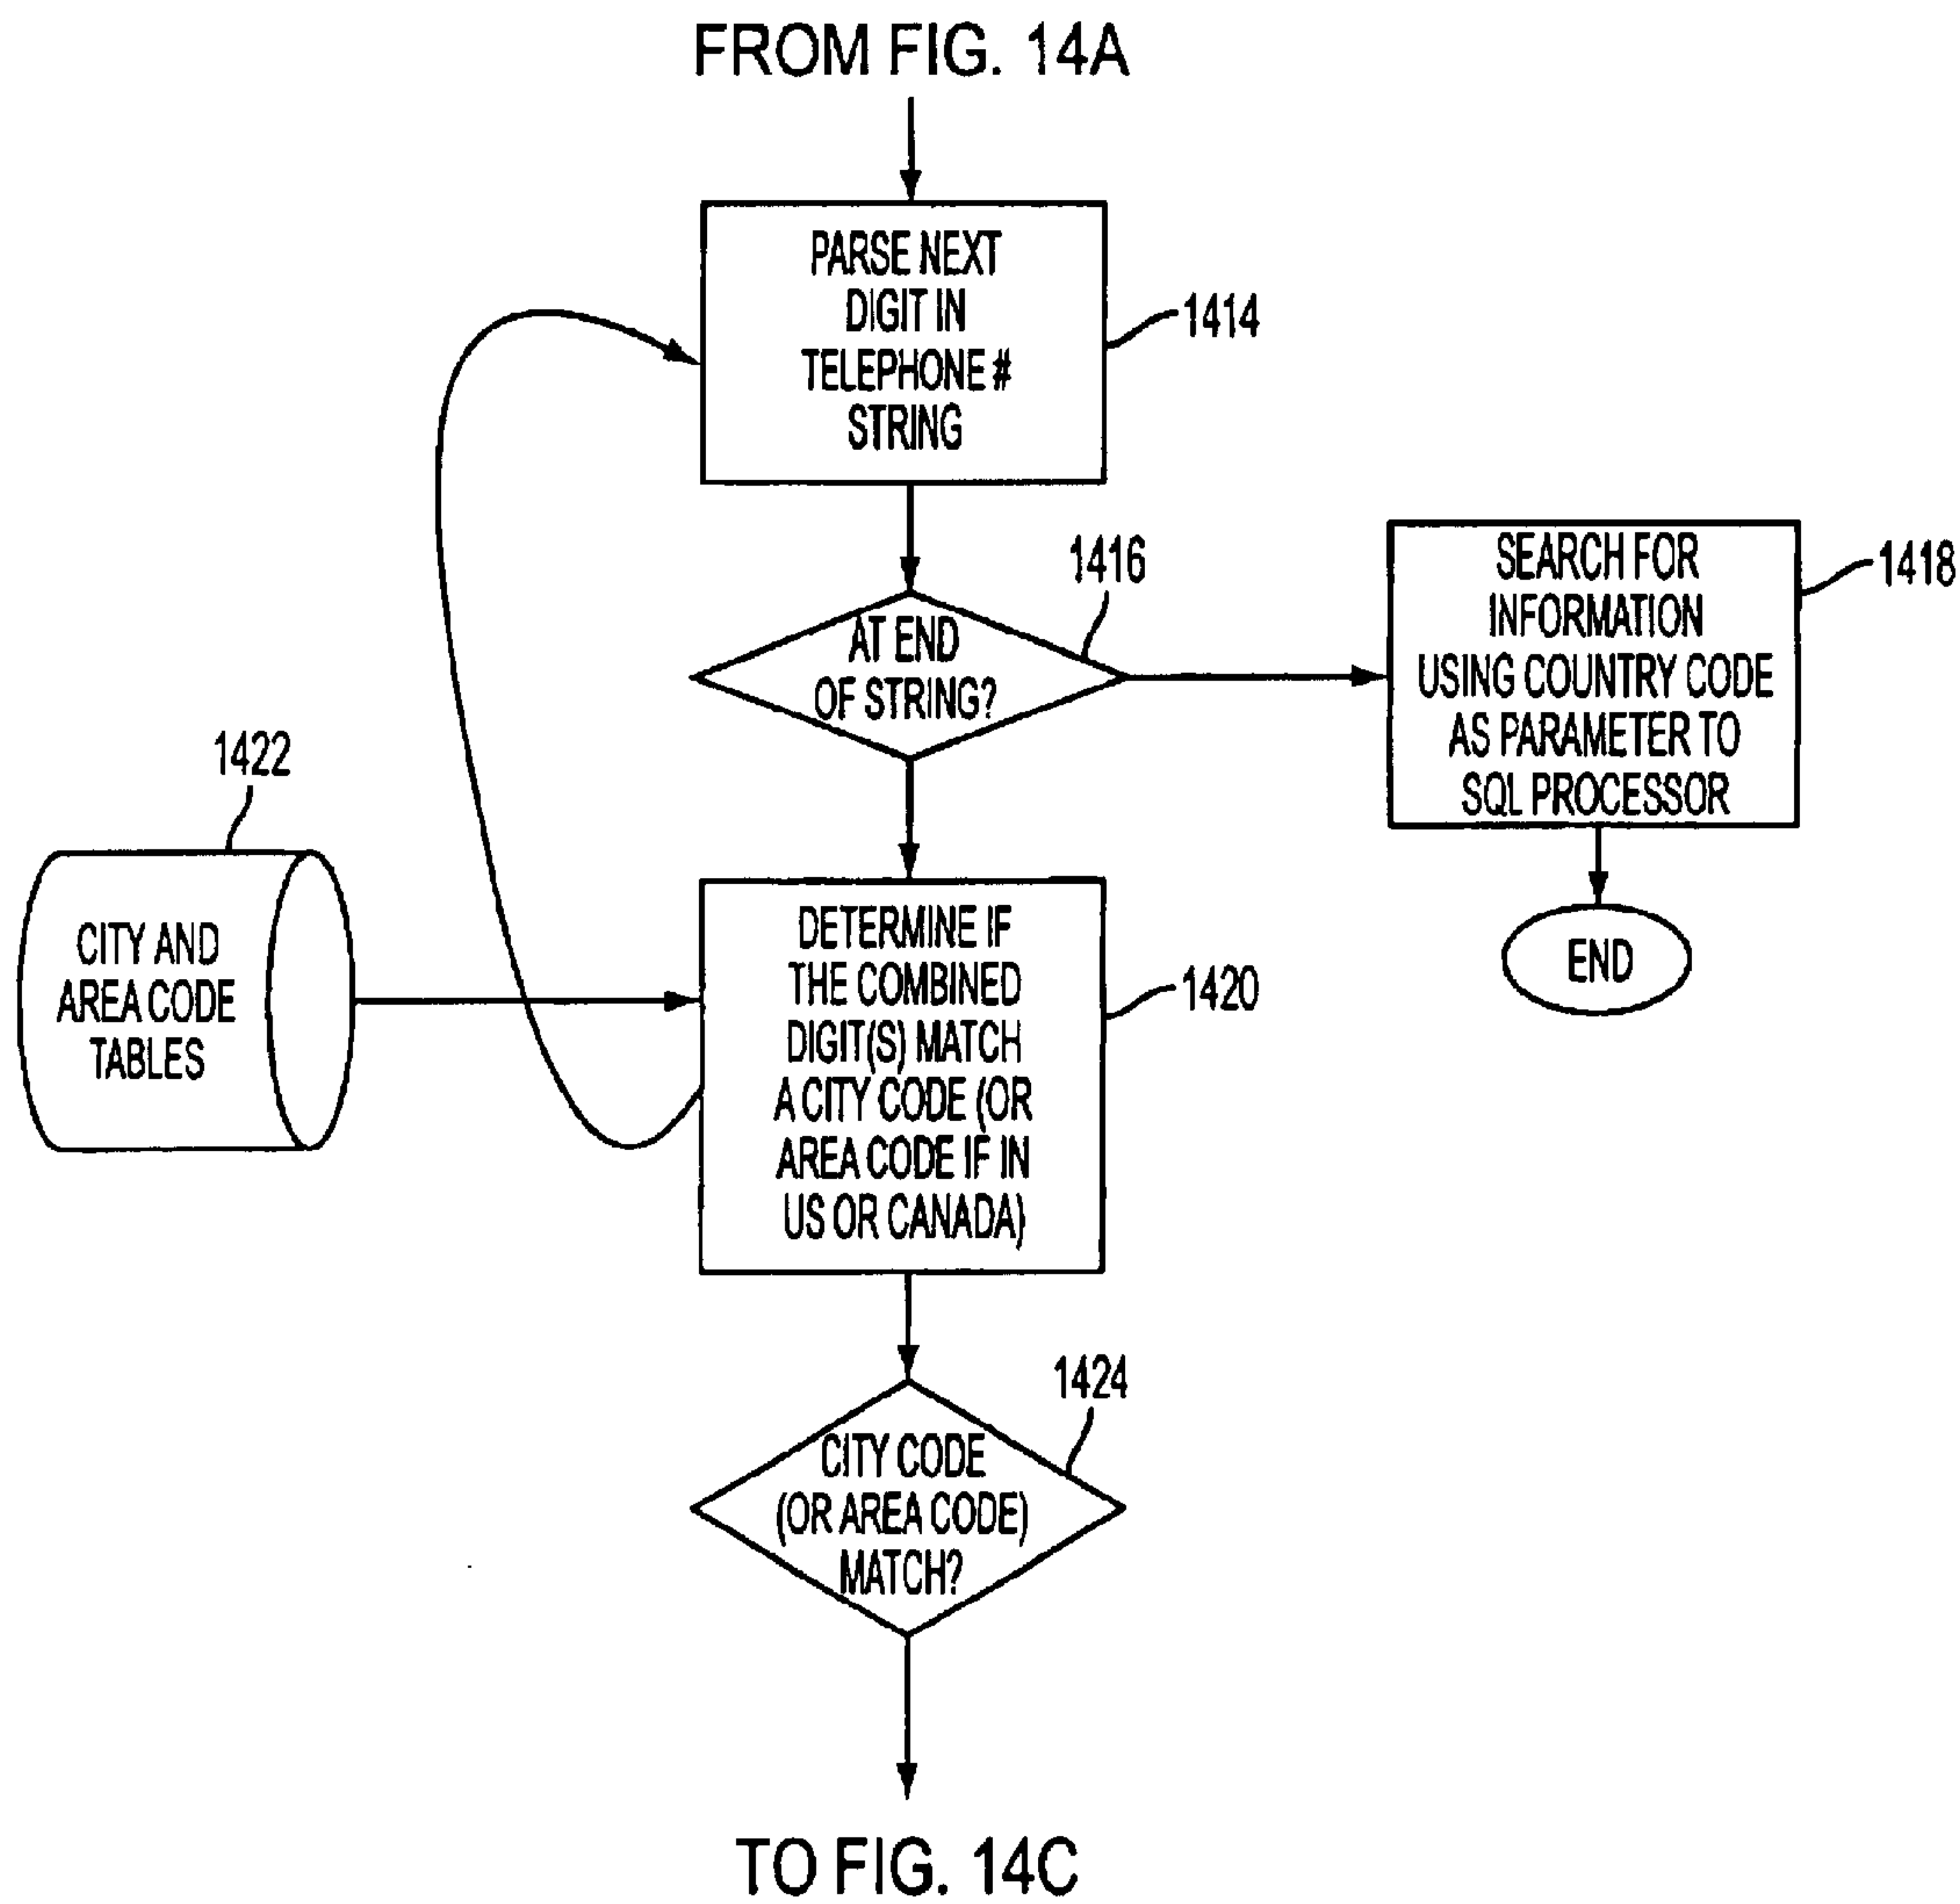 FROM FIG. 14A
PARSE NEXT
DIGIT IN
TELEPHONE #
STRING
1414
1416
AT END
OF STRING?
SEARCH FOR
INFORMATION
USING COUNTRY CODE
AS PARAMETER TO
SQL PROCESSOR
1418
END
1422
CITY AND
AREA CODE
TABLES
DETERMINE IF
THE COMBINED
DIGIT(S) MATCH
A CITY CODE (OR
AREA CODE IF IN
US OR CANADA)
1420
1424
CITY CODE
(OR AREA CODE)
MATCH?
TO FIG. 14C